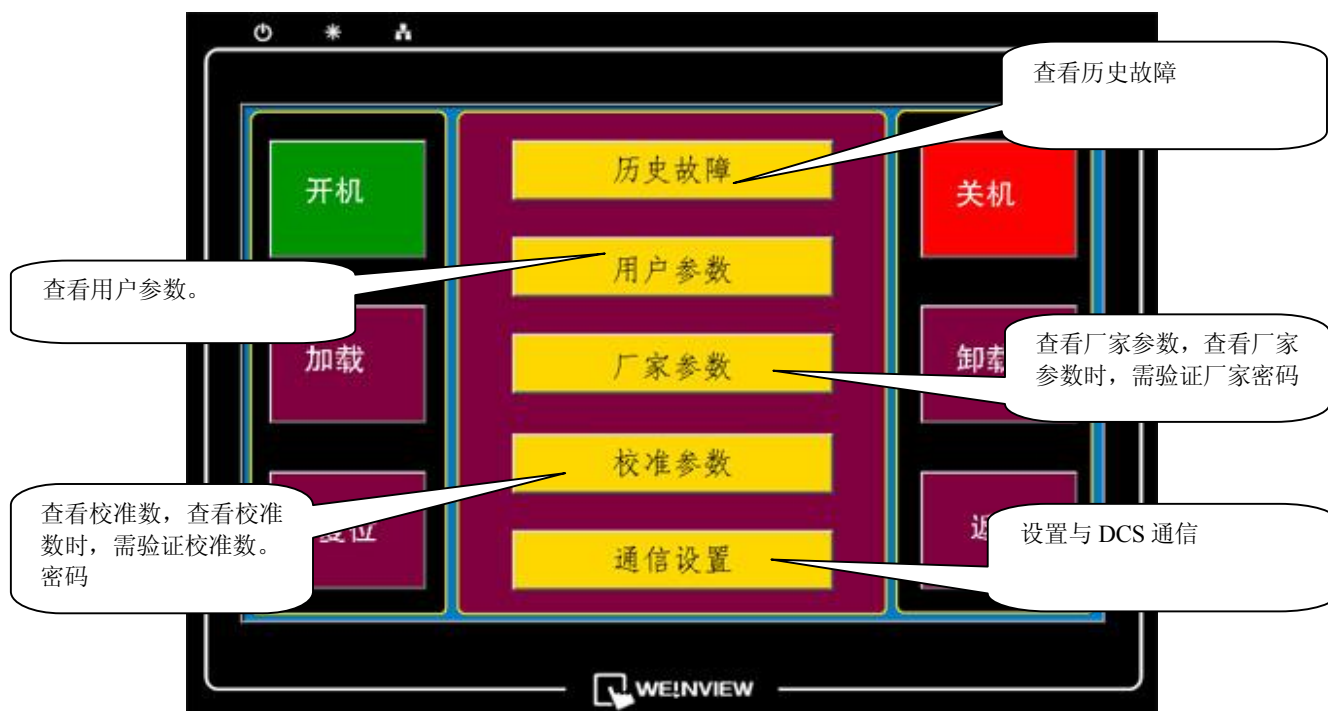 查看历史故障
历史故障
开机
关机
用户参数
查看用户参数。
加载
厂家参数
卸载
查看厂家参数，查看厂家
参数时，需验证厂家密码
校准参数
查看校准数，查看校准
数时，需验证校准数。
密码
位
通信设置
设置与 DCS 通信
WE!NVIEW